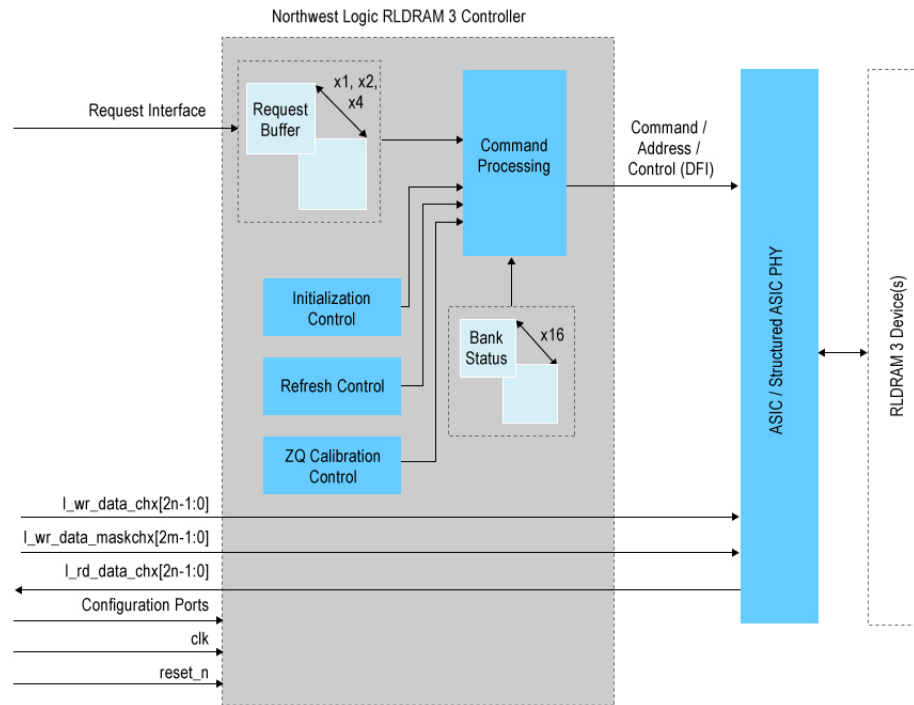 Northwest Logic RLDRAM 3 Controller
Request Interface
Request
Buffer
x1, x2,
x4
Command
Processing
Command /
Address /
Control (DFI)
Initialization
Control
Refresh Control
ZQ Calibration
Control
Bank
Status
x16
ASIC / Structured ASIC PHY
RLDRAM 3 Device(s)
l_wr_data_chx[2n-1:0]
l_wr_data_maskchx[2m-1:0]
l_rd_data_chx[2n-1:0]
Configuration Ports
clk
reset_n